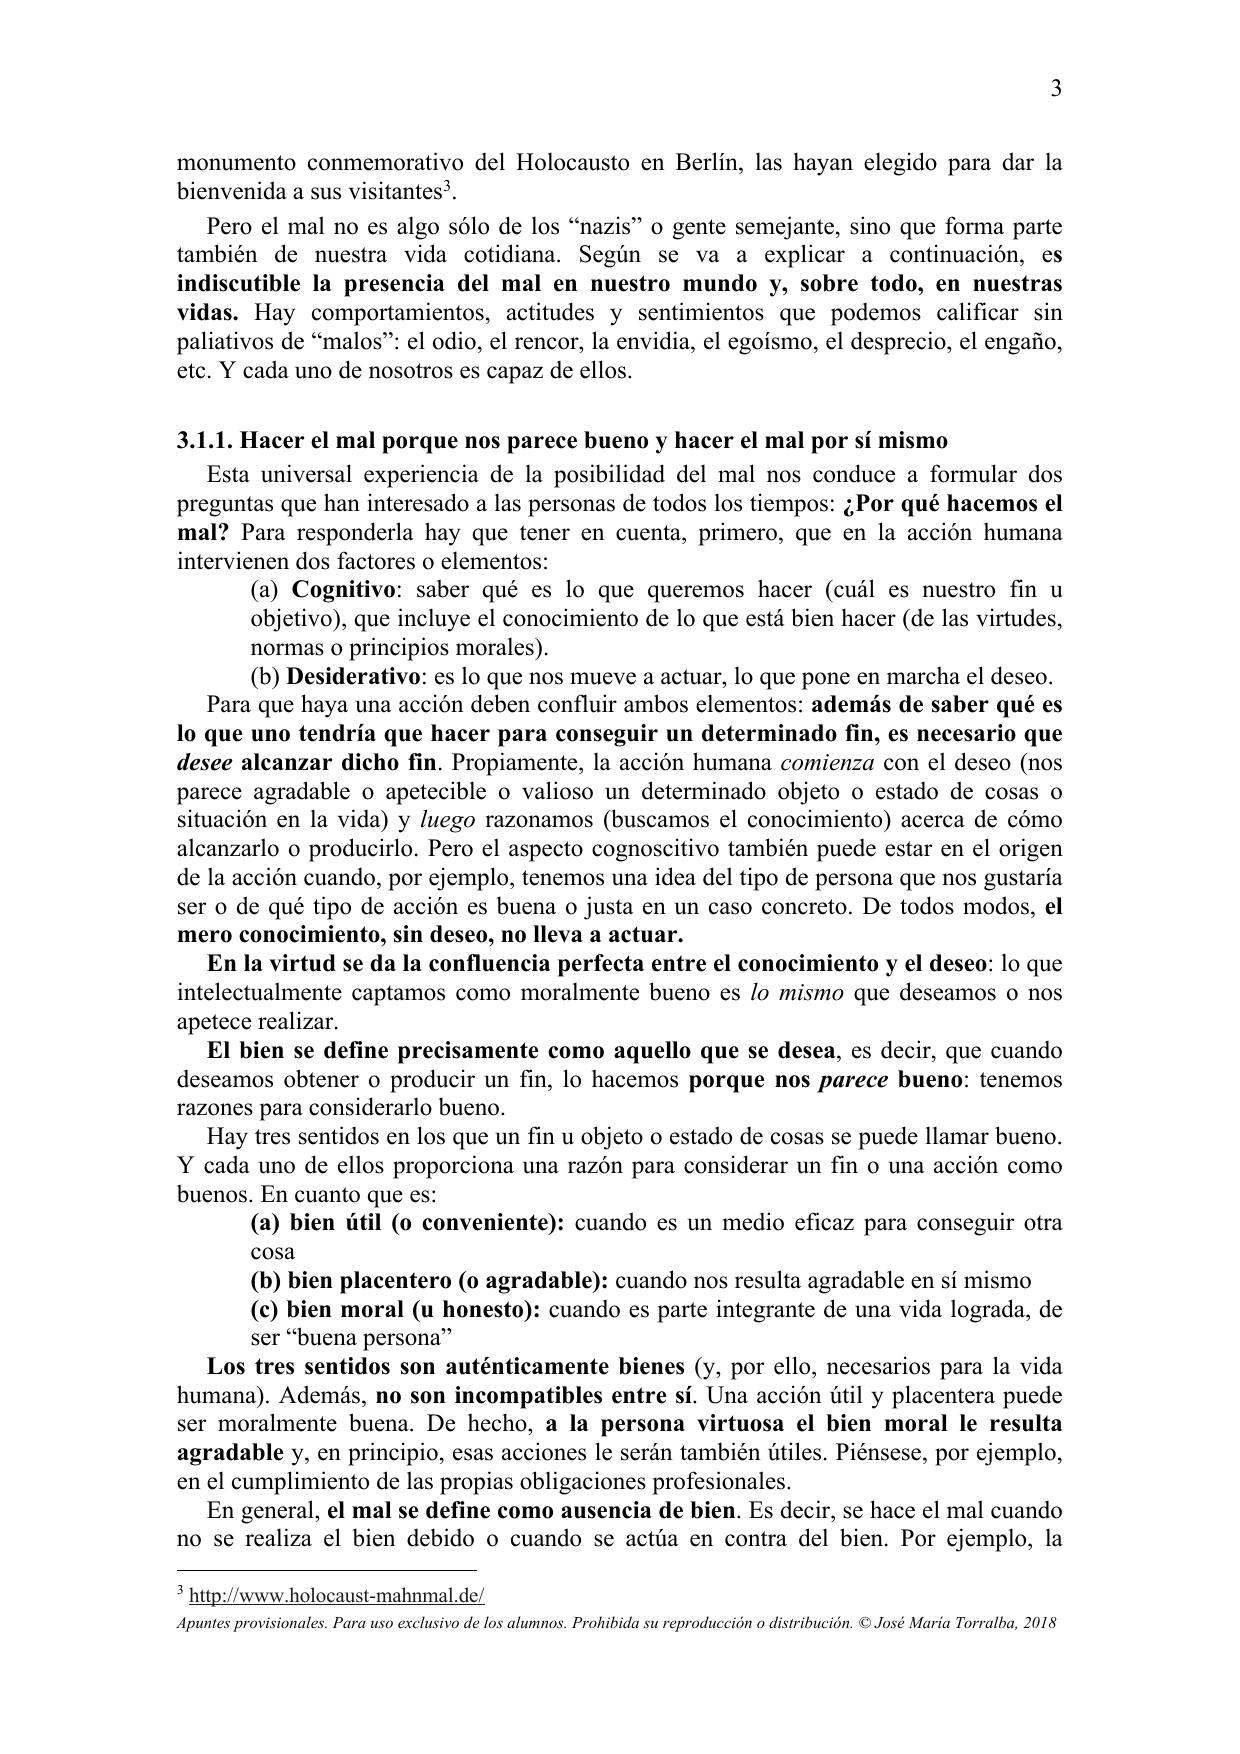 3
monumento conmemorativo del Holocausto en Berlín, las hayan elegido para dar la
bienvenida a sus visitantes3.
Pero el mal no es algo sólo de los “nazis” o gente semejante, sino que forma parte
también de nuestra vida cotidiana. Según se va a explicar a continuación, es
indiscutible la presencia del mal en nuestro mundo y, sobre todo, en nuestras
vidas. Hay comportamientos, actitudes y sentimientos que podemos calificar sin
paliativos de “malos”: el odio, el rencor, la envidia, el egoísmo, el desprecio, el engaño,
etc. Y cada uno de nosotros es capaz de ellos.
3.1.1. Hacer el mal porque nos parece bueno y hacer el mal por sí mismo
Esta universal experiencia de la posibilidad del mal nos conduce a formular dos
preguntas que han interesado a las personas de todos los tiempos: ¿Por qué hacemos el
mal? Para responderla hay que tener en cuenta, primero, que en la acción humana
intervienen dos factores o elementos:
(a) Cognitivo: saber qué es lo que queremos hacer (cuál es nuestro fin u
objetivo), que incluye el conocimiento de lo que está bien hacer (de las virtudes,
normas o principios morales).
(b) Desiderativo: es lo que nos mueve a actuar, lo que pone en marcha el deseo.
Para que haya una acción deben confluir ambos elementos: además de saber qué es
lo que uno tendría que hacer para conseguir un determinado fin, es necesario que
desee alcanzar dicho fin. Propiamente, la acción humana comienza con el deseo (nos
parece agradable o apetecible o valioso un determinado objeto o estado de cosas o
situación en la vida) y luego razonamos (buscamos el conocimiento) acerca de cómo
alcanzarlo o producirlo. Pero el aspecto cognoscitivo también puede estar en el origen
de la acción cuando, por ejemplo, tenemos una idea del tipo de persona que nos gustaría
ser o de qué tipo de acción es buena o justa en un caso concreto. De todos modos, el
mero conocimiento, sin deseo, no lleva a actuar.
En la virtud se da la confluencia perfecta entre el conocimiento y el deseo: lo que
intelectualmente captamos como moralmente bueno es lo mismo que deseamos o nos
apetece realizar.
El bien se define precisamente como aquello que se desea, es decir, que cuando
deseamos obtener o producir un fin, lo hacemos porque nos parece bueno: tenemos
razones para considerarlo bueno.
Hay tres sentidos en los que un fin u objeto o estado de cosas se puede llamar bueno.
Y cada uno de ellos proporciona una razón para considerar un fin o una acción como
buenos. En cuanto que es:
(a) bien útil (o conveniente): cuando es un medio eficaz para conseguir otra
cosa
(b) bien placentero (o agradable): cuando nos resulta agradable en sí mismo
(c) bien moral (u honesto): cuando es parte integrante de una vida lograda, de
ser “buena persona”
Los tres sentidos son auténticamente bienes (y, por ello, necesarios para la vida
humana). Además, no son incompatibles entre sí. Una acción útil y placentera puede
ser moralmente buena. De hecho, a la persona virtuosa el bien moral le resulta
agradable y, en principio, esas acciones le serán también útiles. Piénsese, por ejemplo,
en el cumplimiento de las propias obligaciones profesionales.
En general, el mal se define como ausencia de bien. Es decir, se hace el mal cuando
no se realiza el bien debido o cuando se actúa en contra del bien. Por ejemplo, la
3 http://www.holocaust-mahnmal.de/
Apuntes provisionales. Para uso exclusivo de los alumnos. Prohibida su reproducción o distribución. © José María Torralba, 2018